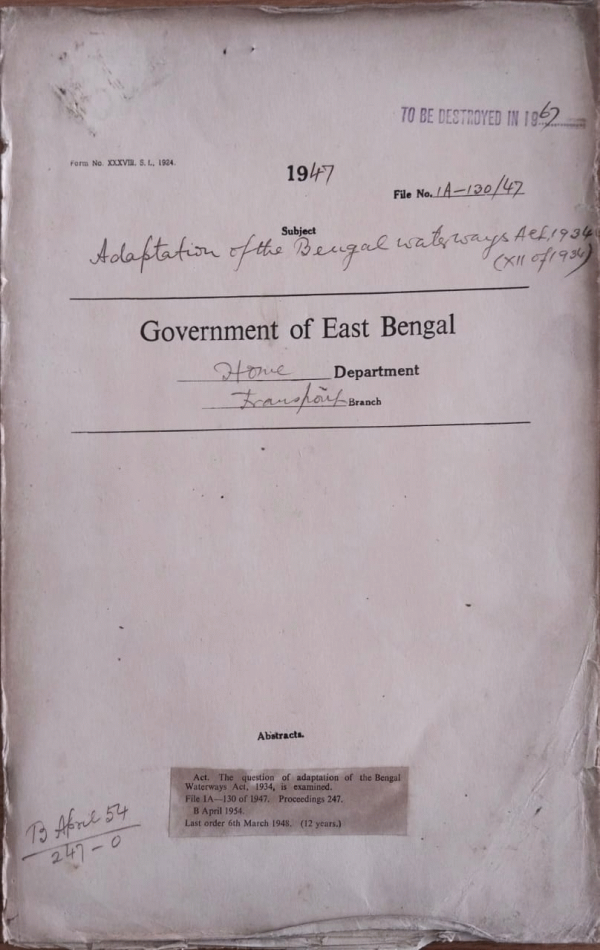 TO BE DESTROYED IN 1967
Form No. XXXVIII. S. I., 1924.
1947
File No. 1A-130/47
Subject
Adaptation of the Bengal waterways Act, 1934
(XII of 1934)
Government of East Bengal
Home Department
Transport Branch
Abstracts.
Act. The question of adaptation of the Bengal
Waterways Act, 1934, is examined.
File 1A—130 of 1947. Proceedings 247.
B April 1954.
Last order 6th March 1948. (12 years.)
B April 54
247 - 0